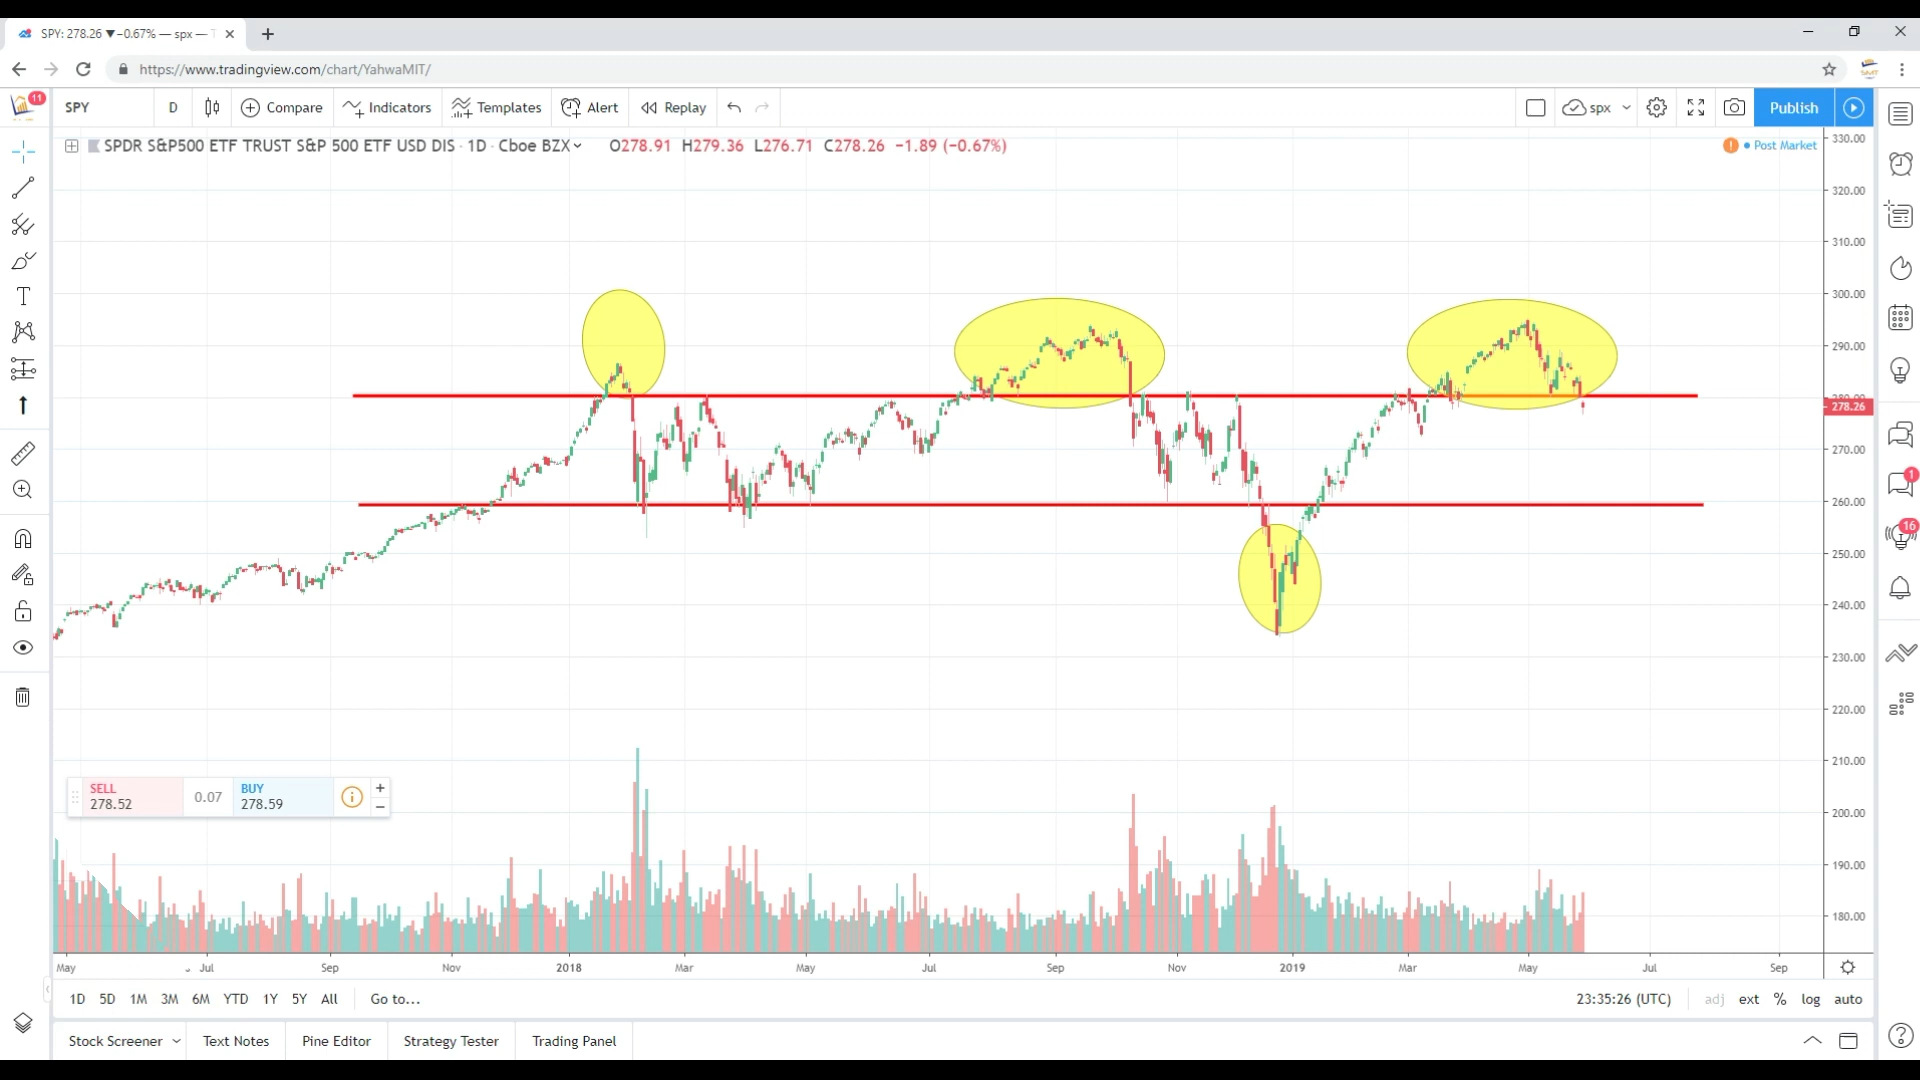 SPY: 278.26 ▼−0.67% — spx —
https://www.tradingview.com/chart/YahwaMIT/
11
SPY D Compare Indicators Templates Alert Replay spx Publish
SPDR S&P500 ETF TRUST S&P 500 ETF USD DIS · 1D · Cboe BZX O278.91 H279.36 L276.71 C278.26 −1.89 (−0.67%)
Post Market
330.00
320.00
310.00
300.00
290.00
278.26
270.00
260.00
250.00
240.00
230.00
220.00
210.00
200.00
190.00
180.00
1
16
SELL
278.52
0.07
BUY
278.59
May Jul Sep Nov 2018 Mar May Jul Sep Nov 2019 Mar May Jul Sep
1D 5D 1M 3M 6M YTD 1Y 5Y All Go to... 23:35:26 (UTC) adj ext % log auto
Stock Screener Text Notes Pine Editor Strategy Tester Trading Panel